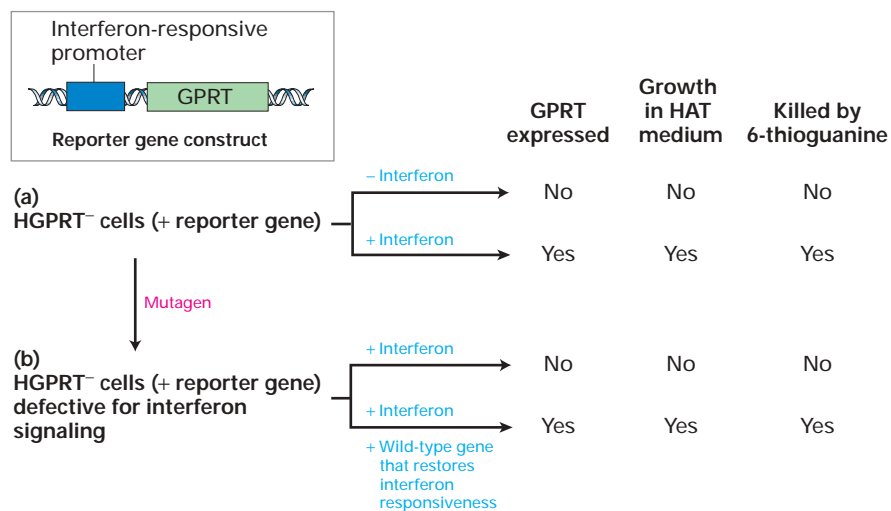 Interferon-responsive
promoter
GPRT
Reporter gene construct
GPRT
expressed
Growth
in HAT
medium
Killed by
6-thioguanine
(a)
HGPRT⁻ cells (+ reporter gene)
– Interferon
No
No
No
+ Interferon
Yes
Yes
Yes
Mutagen
(b)
HGPRT⁻ cells (+ reporter gene)
defective for interferon
signaling
+ Interferon
No
No
No
+ Interferon
Yes
Yes
Yes
+ Wild-type gene
that restores
interferon
responsiveness